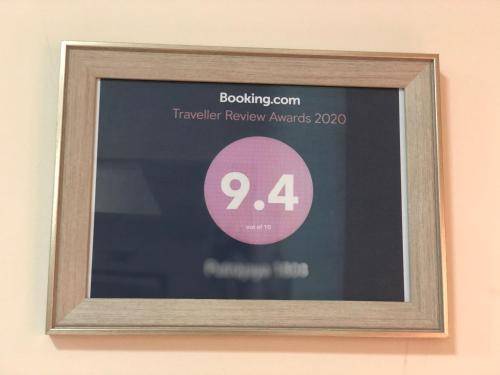 Booking.com
Traveller Review Awards 2020
9.4
out of 10